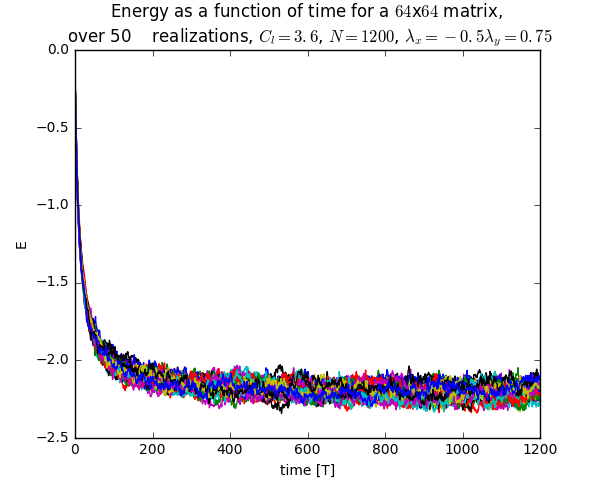 Energy as a function of time for a 64x64 matrix,
over 50 realizations, C_l = 3.6, N = 1200, λ_x = −0.5λ_y = 0.75
0.0
−0.5
−1.0
−1.5
−2.0
−2.5
E
0 200 400 600 800 1000 1200
time [T]